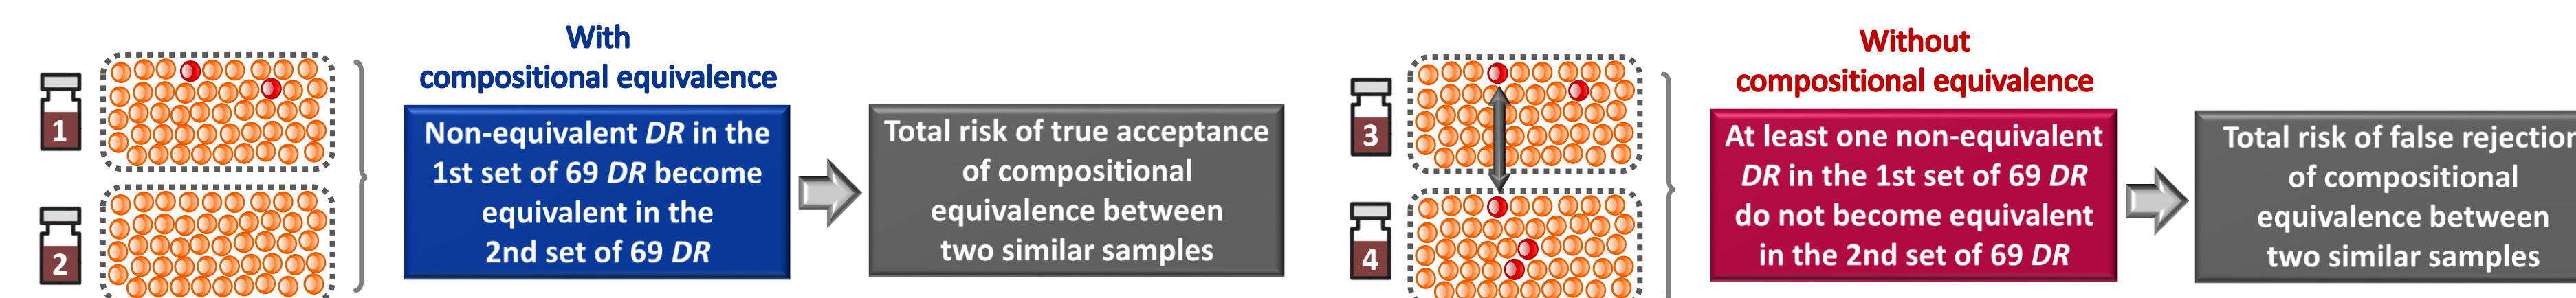 With
compositional equivalence
1
2
Non-equivalent DR in the
1st set of 69 DR become
equivalent in the
2nd set of 69 DR
Total risk of true acceptance
of compositional
equivalence between
two similar samples
Without
compositional equivalence
3
4
At least one non-equivalent
DR in the 1st set of 69 DR
do not become equivalent
in the 2nd set of 69 DR
Total risk of false rejection
of compositional
equivalence between
two similar samples